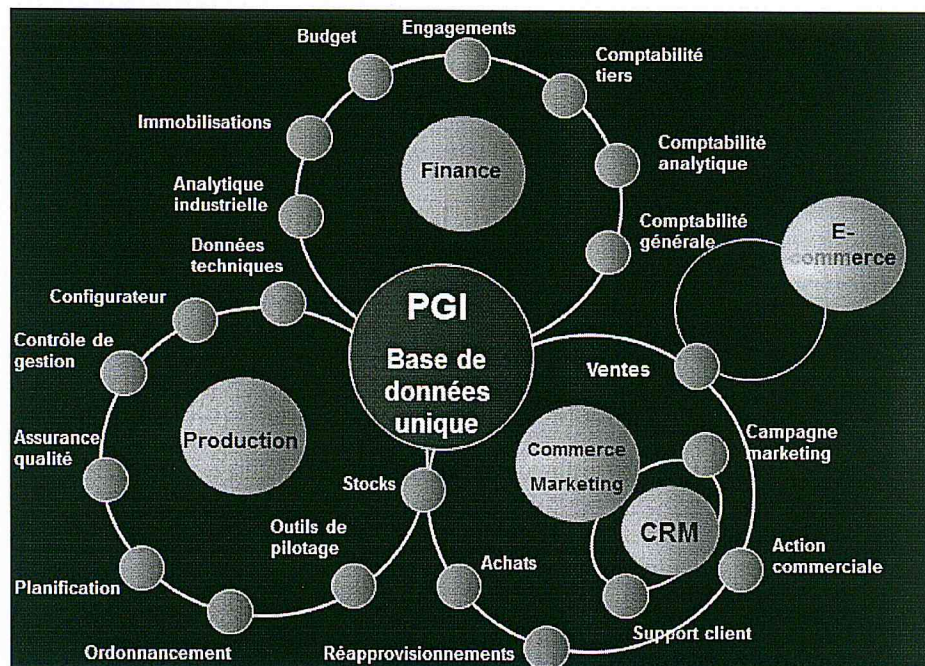 Engagements
Budget
Comptabilité
tiers
Immobilisations
Finance
Comptabilité
analytique
Analytique
industrielle
Comptabilité
générale
E-
commerce
Données
techniques
Configurateur
PGI
Base de
données
unique
Contrôle de
gestion
Ventes
Production
Assurance
qualité
Commerce
Marketing
Campagne
marketing
Stocks
CRM
Outils de
pilotage
Achats
Action
commerciale
Planification
Support client
Ordonnancement
Réapprovisionnements